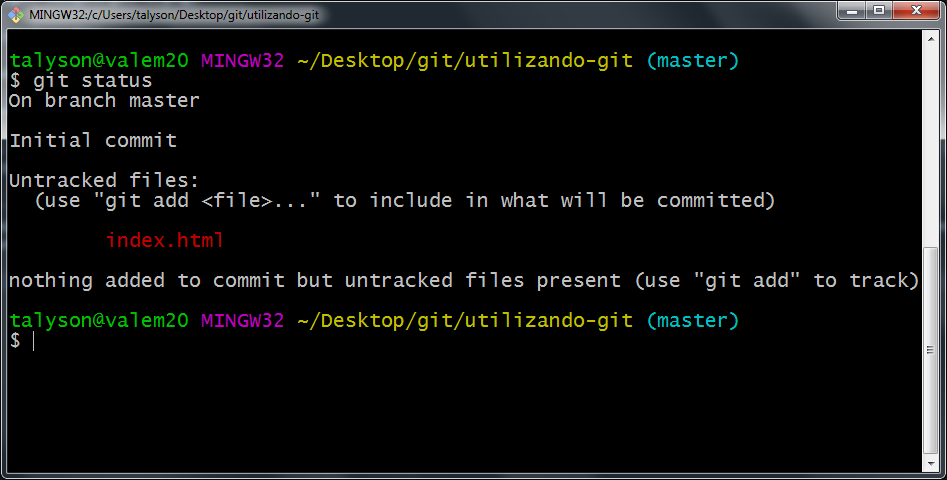 MINGW32:/c/Users/talyson/Desktop/git/utilizando-git
talyson@valem20 MINGW32 ~/Desktop/git/utilizando-git (master)
$ git status
On branch master
Initial commit
Untracked files:
  (use "git add <file>..." to include in what will be committed)
        index.html
nothing added to commit but untracked files present (use "git add" to track)
talyson@valem20 MINGW32 ~/Desktop/git/utilizando-git (master)
$